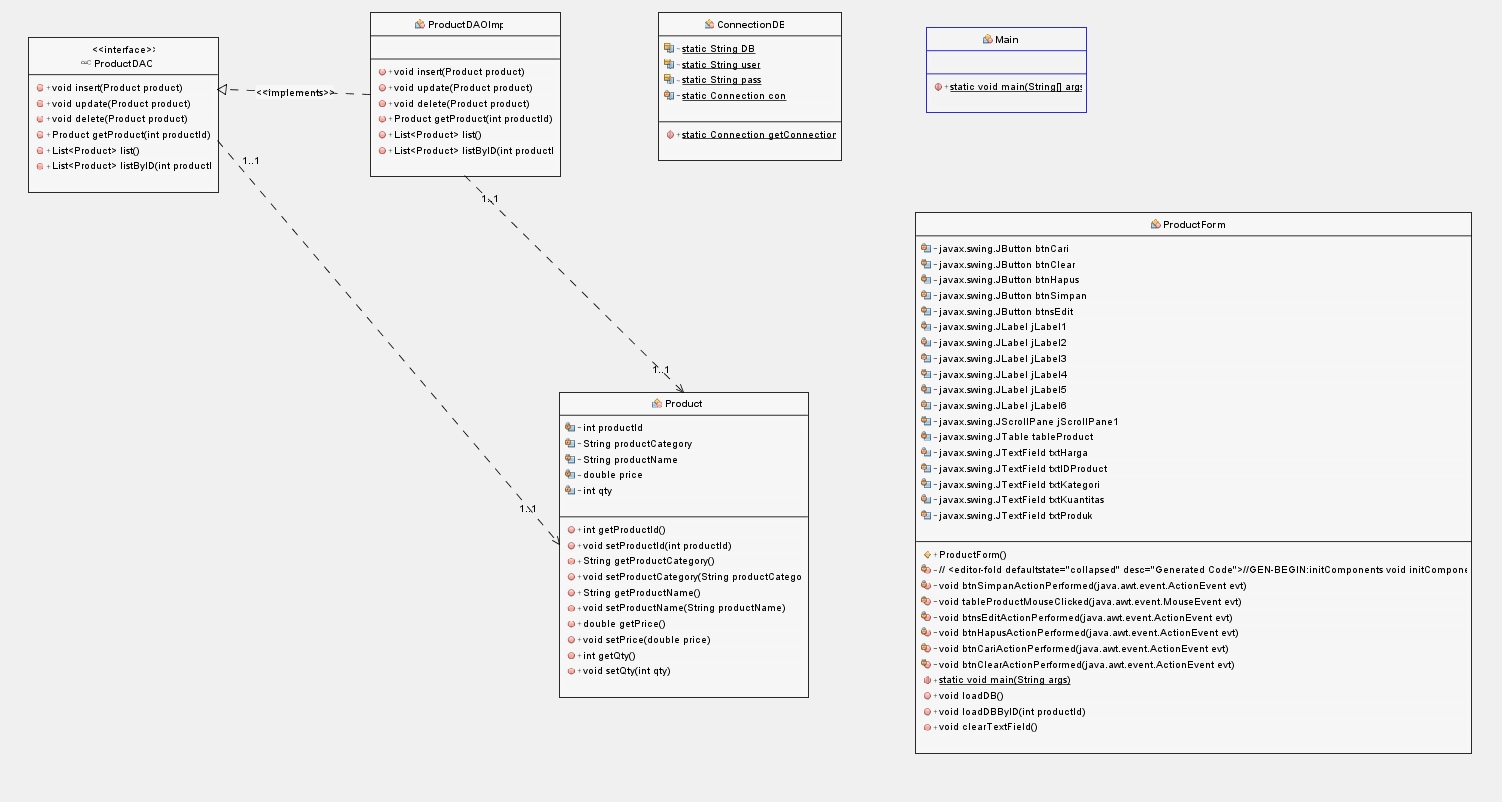 <<interface>>
ProductDAC
+void insert(Product product)
+void update(Product product)
+void delete(Product product)
+Product getProduct(int productId)
+List<Product> list()
+List<Product> listByID(int productI
ProductDAOImp
+void insert(Product product)
+void update(Product product)
+void delete(Product product)
+Product getProduct(int productId)
+List<Product> list()
+List<Product> listByID(int productI
<<implements>>
1..1
1..1
1..1
1..1
ConnectionDE
-static String DB
-static String user
-static String pass
-static Connection con
+static Connection getConnection
Main
+static void main(String[] args
Product
-int productId
-String productCategory
-String productName
-double price
-int qty
+int getProductId()
+void setProductId(int productId)
+String getProductCategory()
+void setProductCategory(String productCatego
+String getProductName()
+void setProductName(String productName)
+double getPrice()
+void setPrice(double price)
+int getQty()
+void setQty(int qty)
ProductForm
-javax.swing.JButton btnCari
-javax.swing.JButton btnClear
-javax.swing.JButton btnHapus
-javax.swing.JButton btnSimpan
-javax.swing.JButton btnsEdit
-javax.swing.JLabel jLabel1
-javax.swing.JLabel jLabel2
-javax.swing.JLabel jLabel3
-javax.swing.JLabel jLabel4
-javax.swing.JLabel jLabel5
-javax.swing.JLabel jLabel6
-javax.swing.JScrollPane jScrollPane1
-javax.swing.JTable tableProduct
-javax.swing.JTextField txtHarga
-javax.swing.JTextField txtIDProduct
-javax.swing.JTextField txtKategori
-javax.swing.JTextField txtKuantitas
-javax.swing.JTextField txtProduk
+ProductForm()
-// <editor-fold defaultstate="collapsed" desc="Generated Code">//GEN-BEGIN:initComponents void initCompone
-void btnSimpanActionPerformed(java.awt.event.ActionEvent evt)
-void tableProductMouseClicked(java.awt.event.MouseEvent evt)
-void btnsEditActionPerformed(java.awt.event.ActionEvent evt)
-void btnHapusActionPerformed(java.awt.event.ActionEvent evt)
-void btnCariActionPerformed(java.awt.event.ActionEvent evt)
-void btnClearActionPerformed(java.awt.event.ActionEvent evt)
+static void main(String args)
+void loadDB()
+void loadDBByID(int productId)
+void clearTextField()